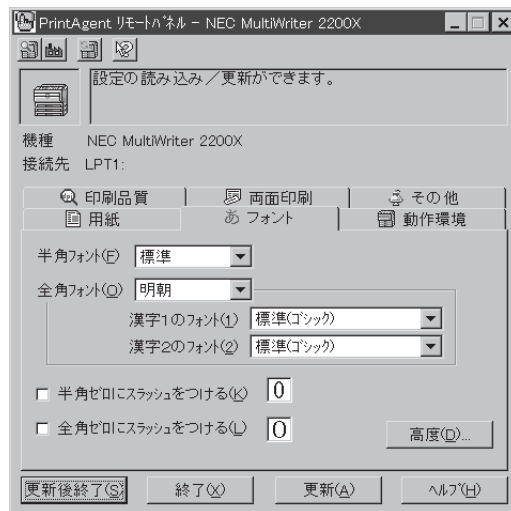 PrintAgent ﾘﾓｰﾄﾊﾟﾈﾙ - NEC MultiWriter 2200X
設定の読み込み／更新ができます。
機種 NEC MultiWriter 2200X
接続先 LPT1:
印刷品質 両面印刷 その他
用紙 あ フォント 動作環境
半角ﾌｫﾝﾄ(F) 標準
全角ﾌｫﾝﾄ(O) 明朝
漢字1のﾌｫﾝﾄ(1) 標準(ｺﾞｼｯｸ)
漢字2のﾌｫﾝﾄ(2) 標準(ｺﾞｼｯｸ)
半角ｾﾞﾛにｽﾗｯｼｭをつける(K) 0
全角ｾﾞﾛにｽﾗｯｼｭをつける(L) 0
高度(D)...
更新後終了(S) 終了(X) 更新(A) ﾍﾙﾌﾟ(H)